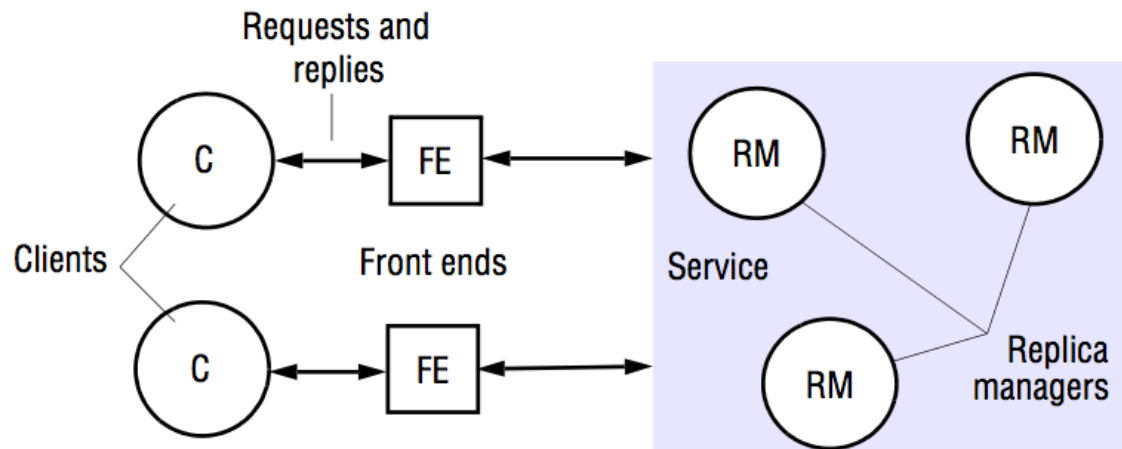 Requests and
replies
C
FE
RM
RM
Clients
Front ends
Service
C
FE
RM
Replica
managers